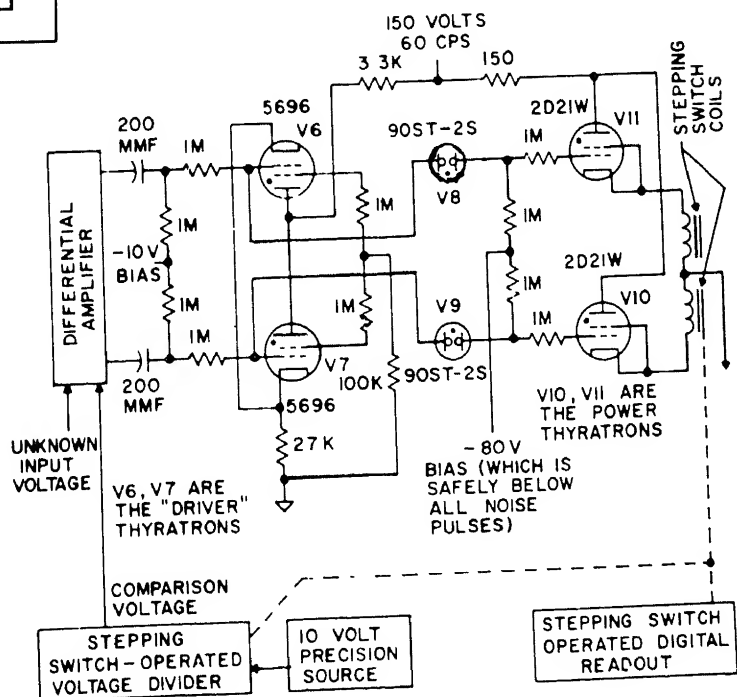 150 VOLTS
60 CPS
3 3K
150
5696
V6
2D21W
V11
STEPPING
SWITCH
COILS
200
MMF
1M
90ST-2S
1M
V8
1M
1M
1M
DIFFERENTIAL
AMPLIFIER
-10V
BIAS
2D21W
1M
1M
1M
V9
1M
1M
V10
200
MMF
V7
100K
90ST-2S
5696
UNKNOWN
INPUT
VOLTAGE
27K
-80V
BIAS (WHICH IS
SAFELY BELOW
ALL NOISE
PULSES)
V10, V11 ARE
THE POWER
THYRATRONS
V6, V7 ARE
THE "DRIVER"
THYRATRONS
COMPARISON
VOLTAGE
STEPPING
SWITCH-OPERATED
VOLTAGE DIVIDER
10 VOLT
PRECISION
SOURCE
STEPPING SWITCH
OPERATED DIGITAL
READOUT